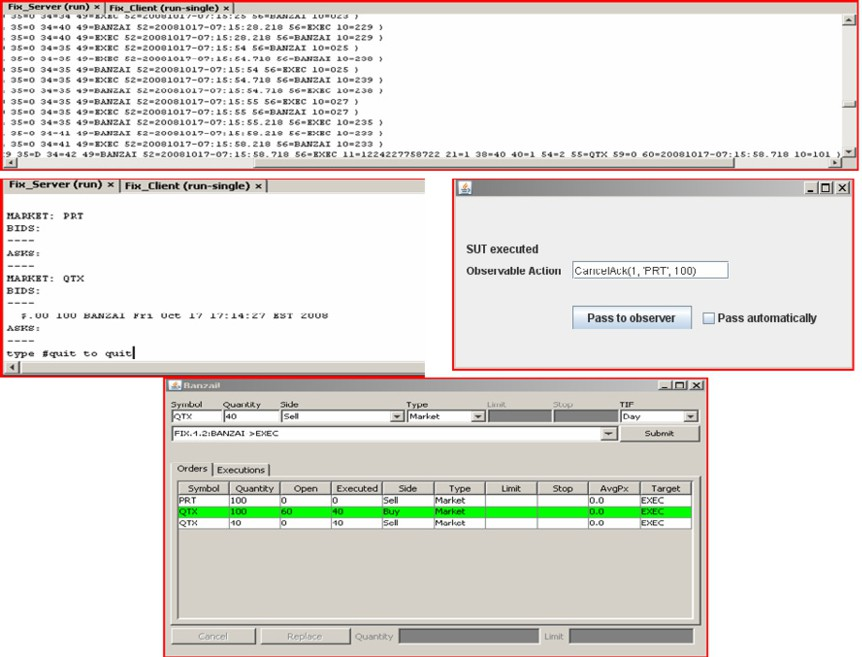 Fix_Server (run) × Fix_Client (run-single) ×
35=0 34=34 49=EXEC 52=20081017-07:15:25 56=EXEC 10=023 )
35=0 34=40 49=BANZAI 52=20081017-07:15:28.218 56=EXEC 10=229 )
35=0 34=40 49=EXEC 52=20081017-07:15:28.218 56=BANZAI 10=229 )
35=0 34=35 49=EXEC 52=20081017-07:15:54 56=BANZAI 10=025 )
35=0 34=35 49=BANZAI 52=20081017-07:15:54.718 56=EXEC 10=238 )
35=0 34=35 49=BANZAI 52=20081017-07:15:54 56=EXEC 10=025 )
35=0 34=35 49=EXEC 52=20081017-07:15:54.718 56=BANZAI 10=239 )
35=0 34=35 49=EXEC 52=20081017-07:15:54.718 56=BANZAI 10=238 )
35=0 34=35 49=BANZAI 52=20081017-07:15:55 56=EXEC 10=027 )
35=0 34=35 49=EXEC 52=20081017-07:15:55 56=BANZAI 10=027 )
35=0 34=35 49=EXEC 52=20081017-07:15:55.218 56=BANZAI 10=235 )
35=0 34=41 49=BANZAI 52=20081017-07:15:58.218 56=EXEC 10=233 )
35=0 34=41 49=EXEC 52=20081017-07:15:58.218 56=BANZAI 10=233 )
9 35=D 34=42 49=BANZAI 52=20081017-07:15:58.718 56=EXEC 11=1224227758722 21=1 38=40 40=1 54=2 55=QTX 59=0 60=20081017-07:15:58.718 10=101 )
Fix_Server (run) × Fix_Client (run-single) ×
MARKET: PRT
BIDS:
----
ASKS:
----
MARKET: QTX
BIDS:
----
$.00 100 BANZAI Fri Oct 17 17:14:27 EST 2008
ASKS:
----
type #quit to quit
SUT executed
Observable Action CancelAck(1, 'PRT', 100)
Pass to observer Pass automatically
Banzai!
Symbol Quantity Side Type Limit Stop TIF
QTX 40 Sell Market Day
FIX.4.2:BANZAI >EXEC Submit
Orders Executions
Symbol Quantity Open Executed Side Type Limit Stop AvgPx Target
PRT 100 0 0 Sell Market 0.0 EXEC
QTX 100 60 40 Buy Market 0.0 EXEC
QTX 40 0 40 Sell Market 0.0 EXEC
Cancel Replace Quantity Limit